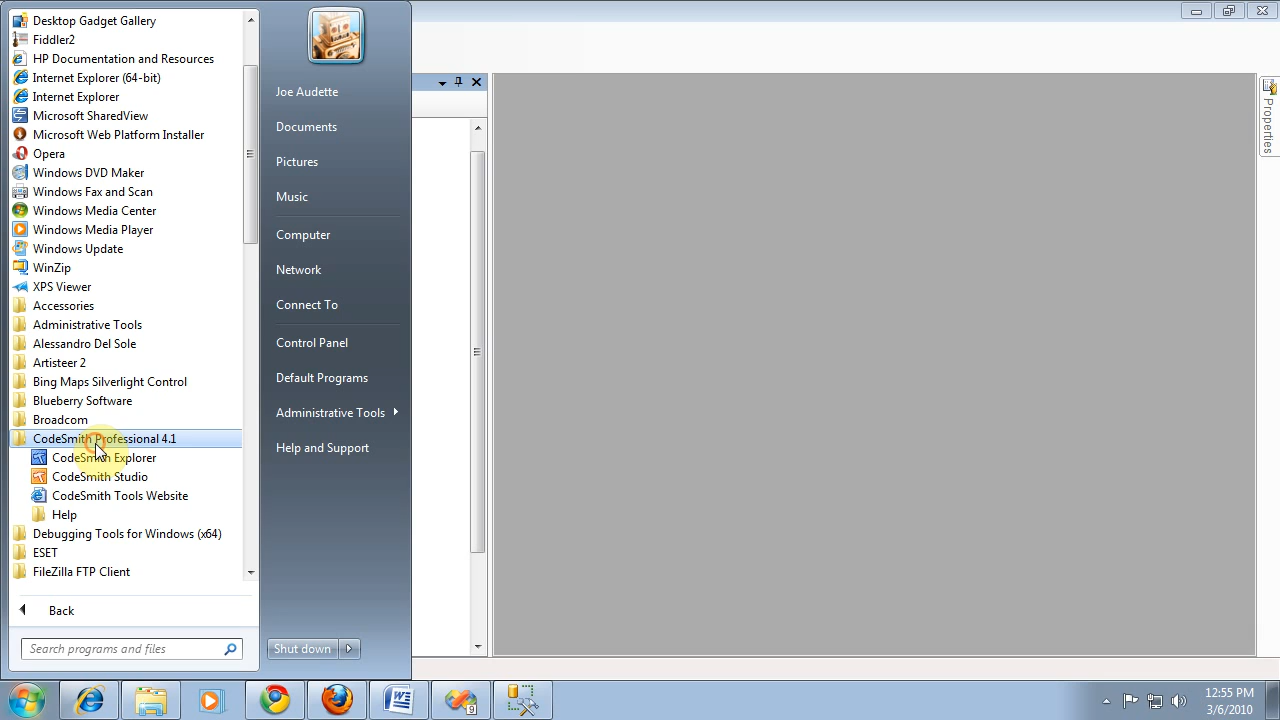 Desktop Gadget Gallery
Fiddler2
HP Documentation and Resources
Internet Explorer (64-bit)
Internet Explorer
Microsoft SharedView
Microsoft Web Platform Installer
Opera
Windows DVD Maker
Windows Fax and Scan
Windows Media Center
Windows Media Player
Windows Update
WinZip
XPS Viewer
Accessories
Administrative Tools
Alessandro Del Sole
Artisteer 2
Bing Maps Silverlight Control
Blueberry Software
Broadcom
CodeSmith Professional 4.1
CodeSmith Explorer
CodeSmith Studio
CodeSmith Tools Website
Help
Debugging Tools for Windows (x64)
ESET
FileZilla FTP Client
Back
Search programs and files
Joe Audette
Documents
Pictures
Music
Computer
Network
Connect To
Control Panel
Default Programs
Administrative Tools
Help and Support
Shut down
Properties
12:55 PM
3/6/2010